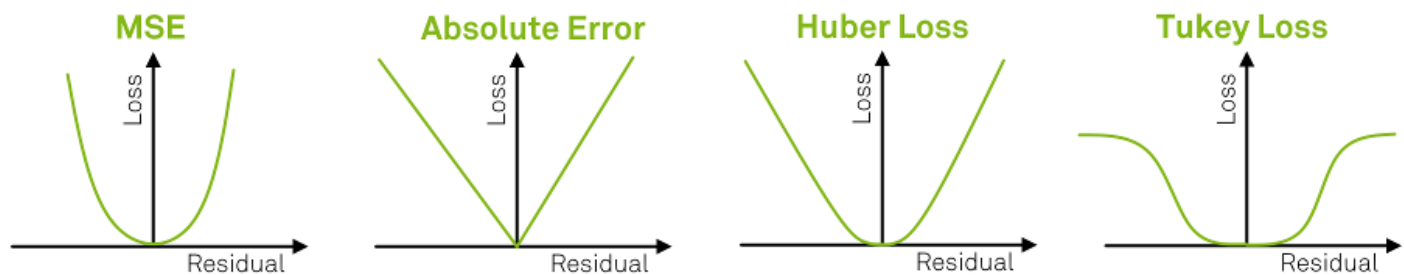 MSE
Loss
Residual
Absolute Error
Loss
Residual
Huber Loss
Loss
Residual
Tukey Loss
Loss
Residual